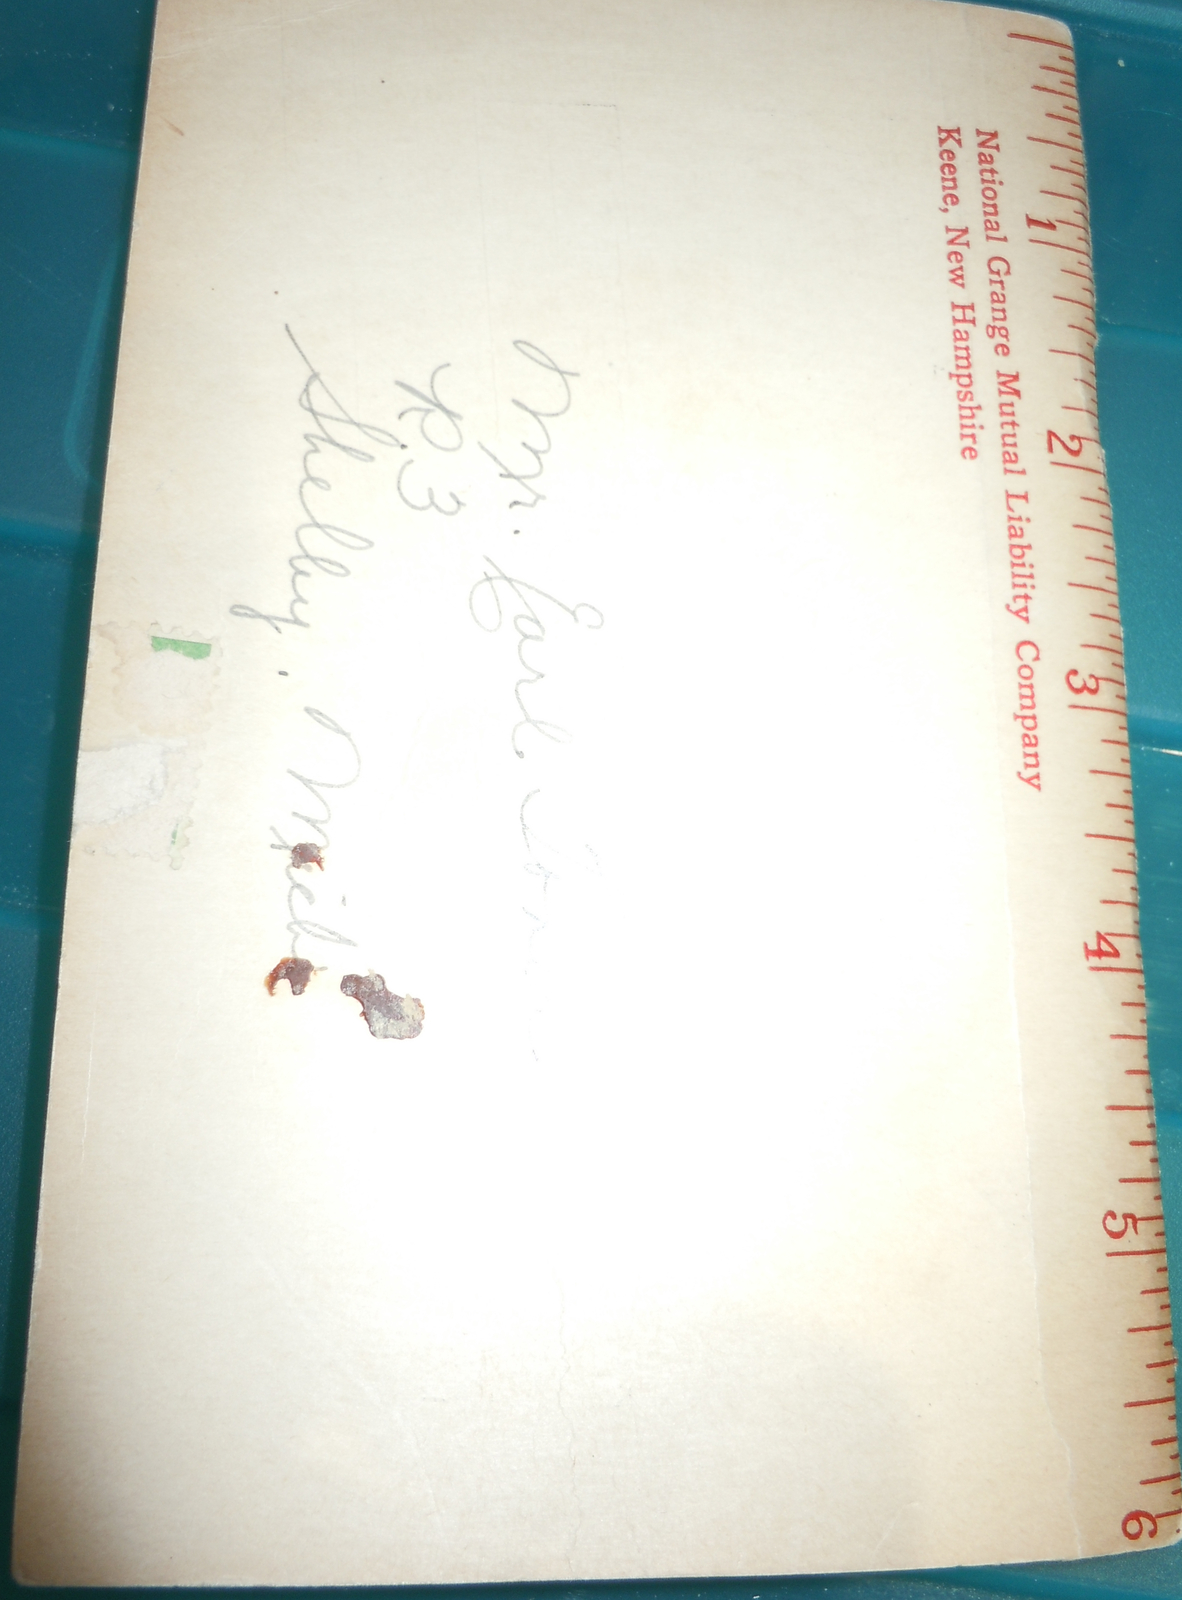 1 2 3 4 5 6
National Grange Mutual Liability Company
Keene, New Hampshire
Mr. Earl
R3
Shelby, Mich